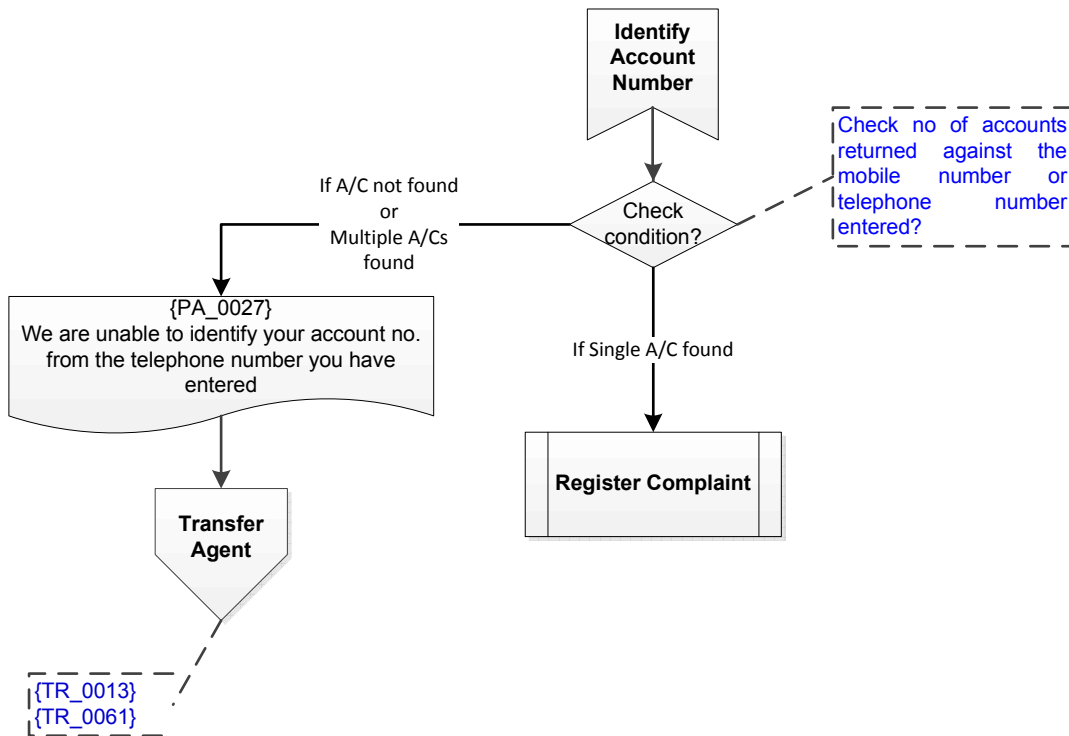 Identify
Account
Number
Check no of accounts
returned against the
mobile number or
telephone number
entered?
If A/C not found
or
Multiple A/Cs
found
Check
condition?
{PA_0027}
We are unable to identify your account no.
from the telephone number you have
entered
If Single A/C found
Register Complaint
Transfer
Agent
{TR_0013}
{TR_0061}